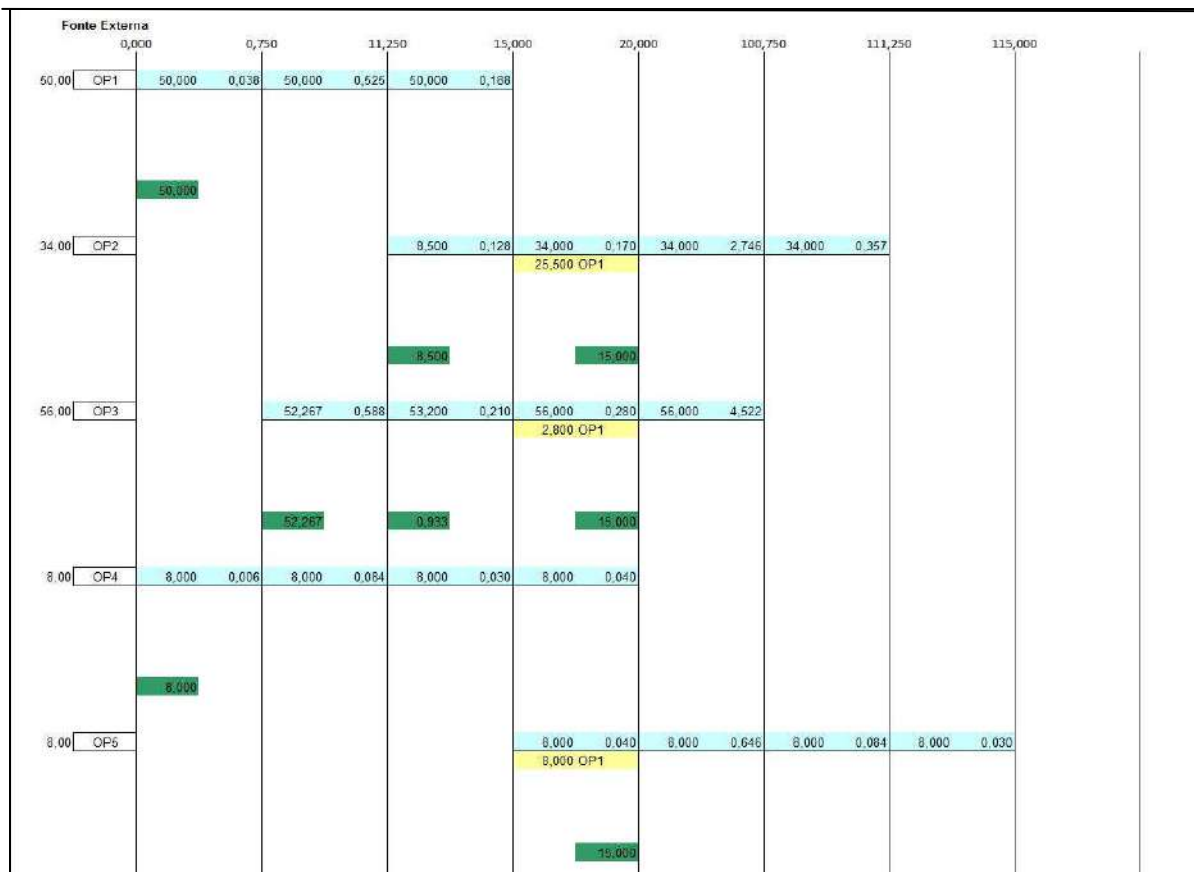 Fonte Externa
0,000 0,750 11,250 15,000 20,000 100,750 111,250 115,000
50,00 OP1 50,000 0,038 50,000 0,525 50,000 0,188
50,000
34,00 OP2 8,500 0,128 34,000 0,170 34,000 2,746 34,000 0,357
25,500 OP1
8,500 15,000
56,00 OP3 52,267 0,588 53,200 0,210 56,000 0,280 56,000 4,522
2,800 OP1
52,267 0,933 15,000
8,00 OP4 8,000 0,006 8,000 0,084 8,000 0,030 8,000 0,040
8,000
8,00 OP5 8,000 0,040 8,000 0,646 8,000 0,084 8,000 0,030
8,000 OP1
15,000